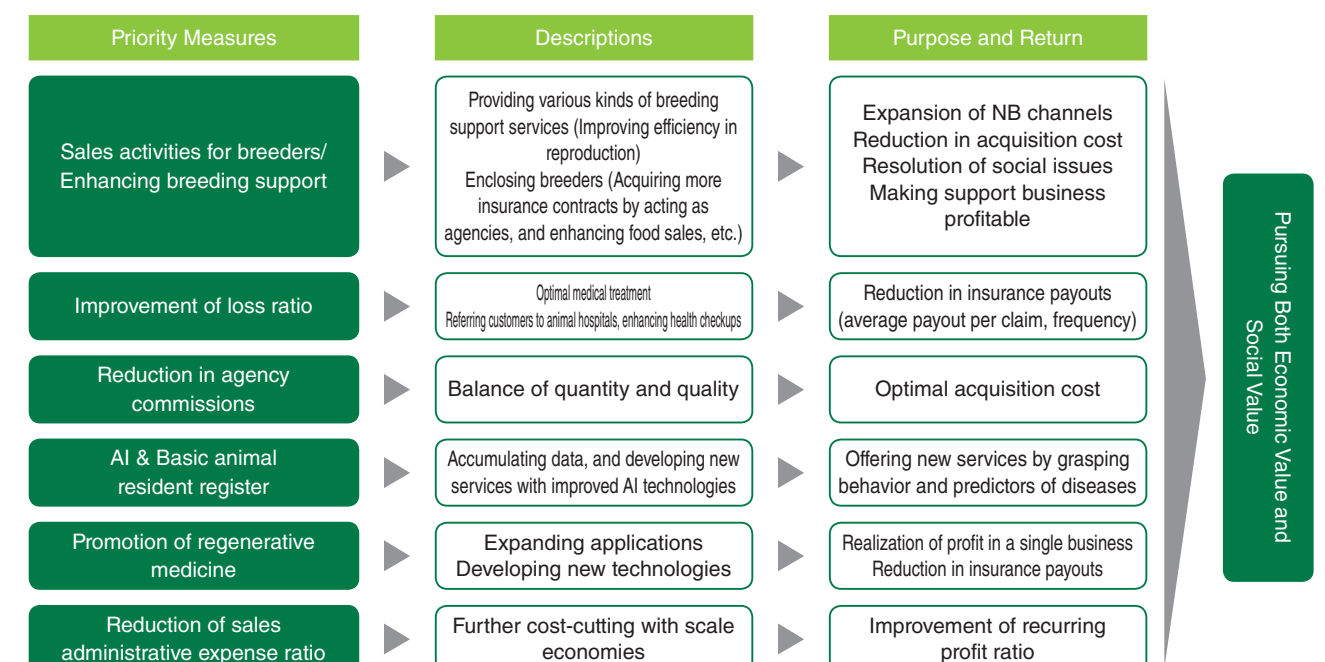 Priority Measures
Descriptions
Purpose and Return
Sales activities for breeders/
Enhancing breeding support
Providing various kinds of breeding
support services (Improving efficiency in
reproduction)
Enclosing breeders (Acquiring more
insurance contracts by acting as
agencies, and enhancing food sales, etc.)
Expansion of NB channels
Reduction in acquisition cost
Resolution of social issues
Making support business
profitable
Improvement of loss ratio
Optimal medical treatment
Referring customers to animal hospitals, enhancing health checkups
Reduction in insurance payouts
(average payout per claim, frequency)
Reduction in agency
commissions
Balance of quantity and quality
Optimal acquisition cost
AI & Basic animal
resident register
Accumulating data, and developing new
services with improved AI technologies
Offering new services by grasping
behavior and predictors of diseases
Promotion of regenerative
medicine
Expanding applications
Developing new technologies
Realization of profit in a single business
Reduction in insurance payouts
Reduction of sales
administrative expense ratio
Further cost-cutting with scale
economies
Improvement of recurring
profit ratio
Pursuing Both Economic Value and
Social Value